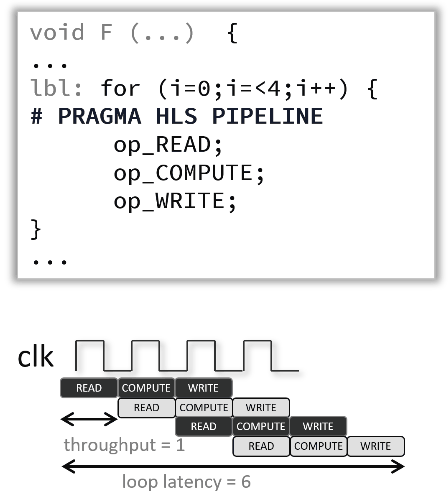 void F (...) {
...
lbl: for (i=0;i=<4;i++) {
# PRAGMA HLS PIPELINE
op_READ;
op_COMPUTE;
op_WRITE;
}
...
clk
READ COMPUTE WRITE
READ COMPUTE WRITE
READ COMPUTE WRITE
throughput = 1 READ COMPUTE WRITE
loop latency = 6